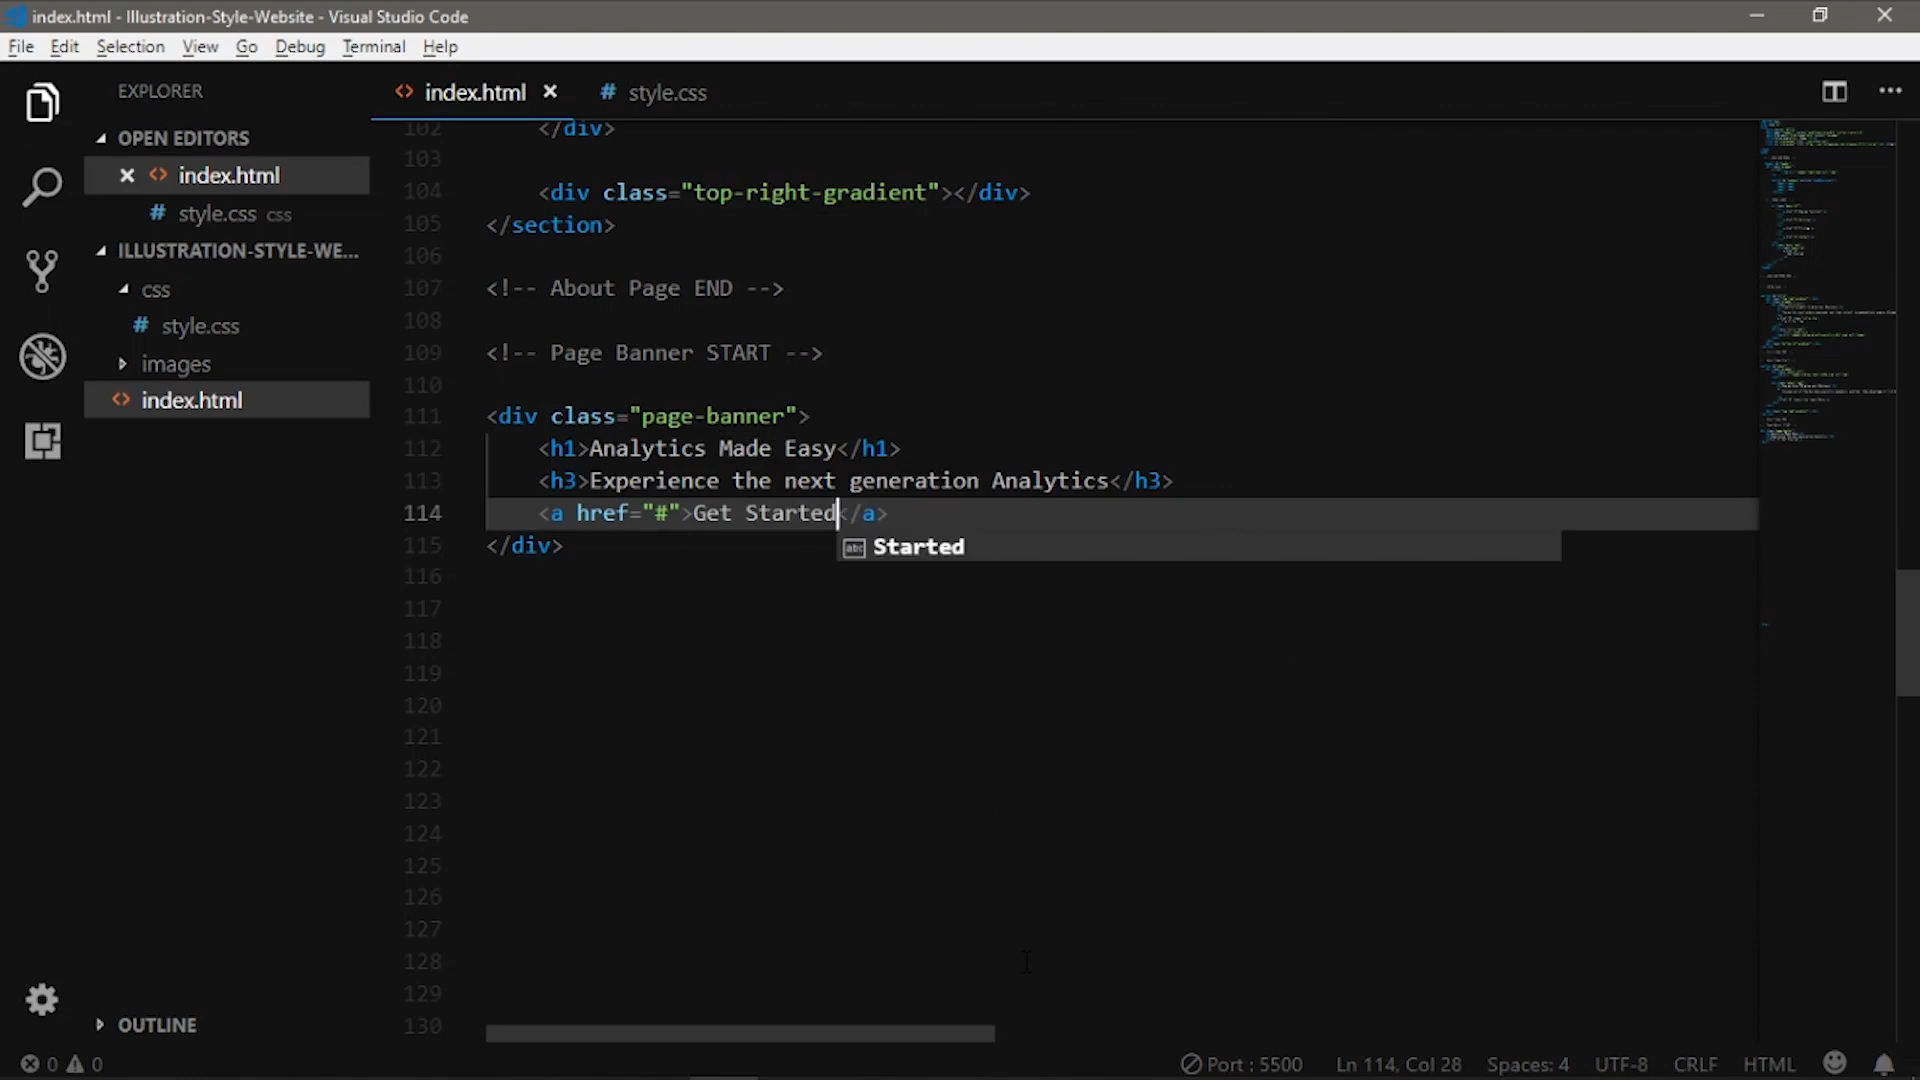 index.html - Illustration-Style-Website - Visual Studio Code
File Edit Selection View Go Debug Terminal Help
EXPLORER
OPEN EDITORS
index.html
style.css css
ILLUSTRATION-STYLE-WE...
css
style.css
images
index.html
OUTLINE
index.html
style.css
102 </div>
103
104 <div class="top-right-gradient"></div>
105 </section>
106
107 <!-- About Page END -->
108
109 <!-- Page Banner START -->
110
111 <div class="page-banner">
112 <h1>Analytics Made Easy</h1>
113 <h3>Experience the next generation Analytics</h3>
114 <a href="#">Get Started</a>
abc Started
115 </div>
116
117
118
119
120
121
122
123
124
125
126
127
128
129
130
0 0 Port : 5500 Ln 114, Col 28 Spaces: 4 UTF-8 CRLF HTML